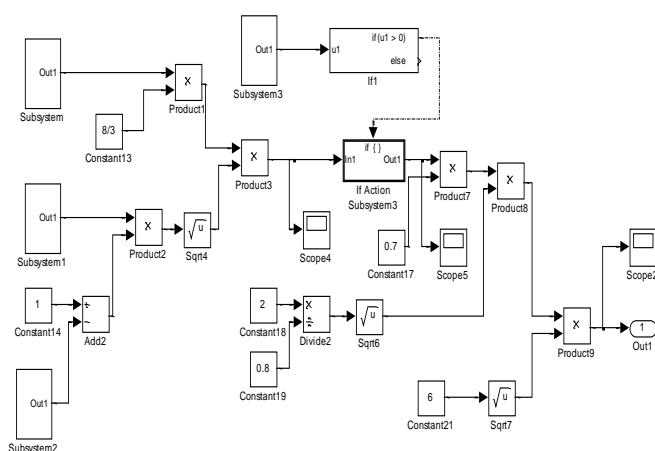 Out1
Subsystem
8/3
Constant13
X
Product1
Out1
Subsystem3
u1
if(u1 > 0)
else
If1
X
Product3
if { }
In1
Out1
If Action
Subsystem3
Scope4
0.7
Constant17
X
Product7
Scope5
X
Product8
Out1
Subsystem1
X
Product2
√u
Sqrt4
1
Constant14
+
−
Add2
Out1
Subsystem2
2
Constant18
0.8
Constant19
X
÷
Divide2
√u
Sqrt6
6
Constant21
√u
Sqrt7
X
Product9
Scope2
1
Out1